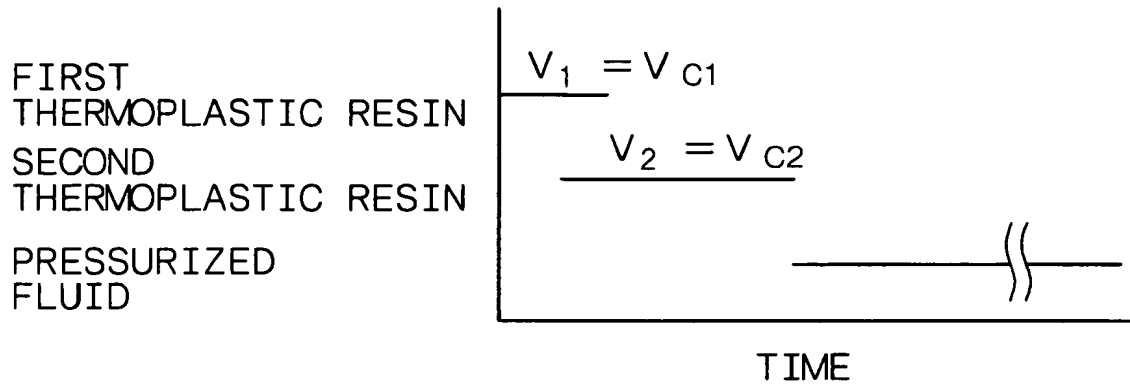 FIRST
THERMOPLASTIC RESIN
V1 = VC1
SECOND
THERMOPLASTIC RESIN
V2 = VC2
PRESSURIZED
FLUID
TIME